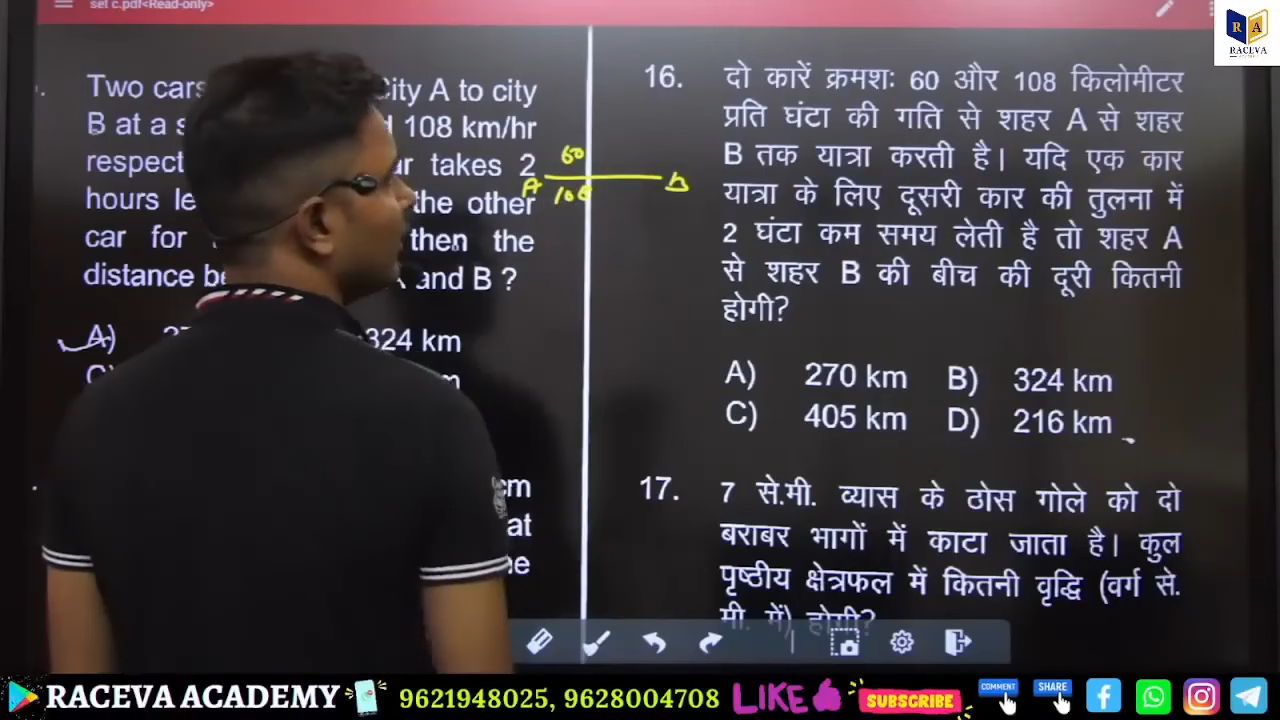 set c.pdf<Read-only>
R A
RACEVA
Two cars City A to city
B at a s 108 km/hr
respect takes 2
hours le the other
car for then the
distance be and B ?
A) 324 km
C)
cm
at
A 60 B
108
16. दो कारें क्रमशः 60 और 108 किलोमीटर
प्रति घंटा की गति से शहर A से शहर
B तक यात्रा करती है। यदि एक कार
यात्रा के लिए दूसरी कार की तुलना में
2 घंटा कम समय लेती है तो शहर A
से शहर B की बीच की दूरी कितनी
होगी?
A) 270 km B) 324 km
C) 405 km D) 216 km
17. 7 से.मी. व्यास के ठोस गोले को दो
बराबर भागों में काटा जाता है। कुल
पृष्ठीय क्षेत्रफल में कितनी वृद्धि (वर्ग से.
मी. में) होगी?
RACEVA ACADEMY 9621948025, 9628004708 LIKE SUBSCRIBE COMMENT SHARE